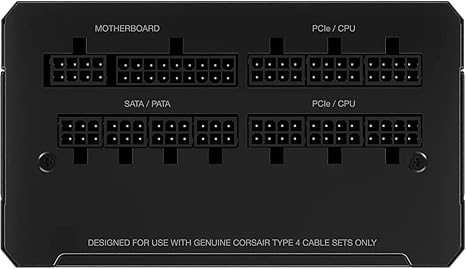 MOTHERBOARD
PCIe / CPU
SATA / PATA
PCIe / CPU
DESIGNED FOR USE WITH GENUINE CORSAIR TYPE 4 CABLE SETS ONLY